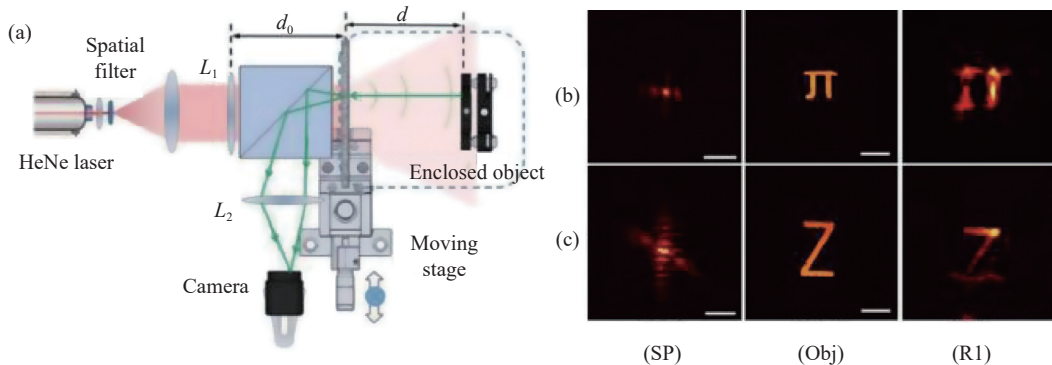 (a)
Spatial
filter
L₁
d₀
d
HeNe laser
Enclosed object
L₂
Moving
stage
Camera
(b)
π
(c)
Z
(SP)
(Obj)
(R1)